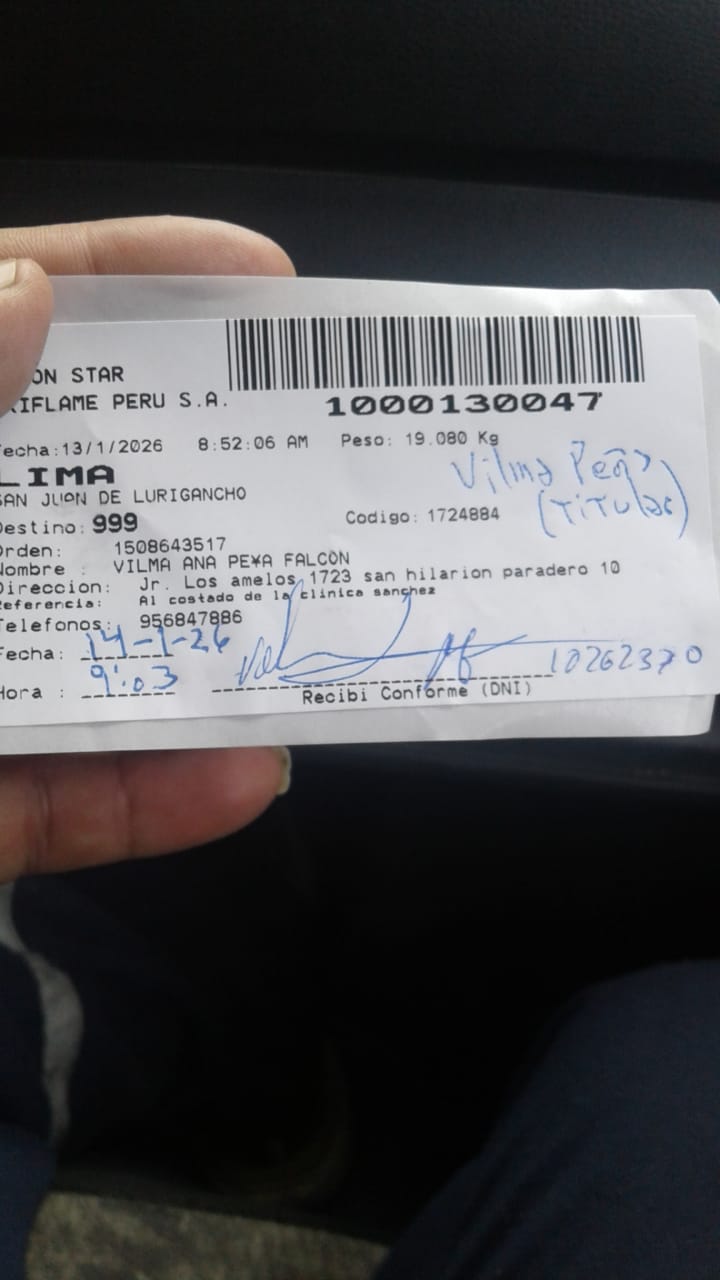 ON STAR
IFLAME PERU S.A.
1000130047
echa:13/1/2026 8:52:06 AM Peso: 19.080 Kg
LIMA
SAN JUAN DE LURIGANCHO
Vilma Peña
(Titular)
Destino: 999
Codigo: 1724884
Orden: 1508643517
Nombre : VILMA ANA PE¥A FALCON
Direccion: Jr. Los amelos 1723 san hilarion paradero 10
Referencia: Al costado de la clinica sanchez
Telefonos: 956847886
Fecha: 14-1-26
Hora : 9:03
10262370
Recibi Conforme (DNI)